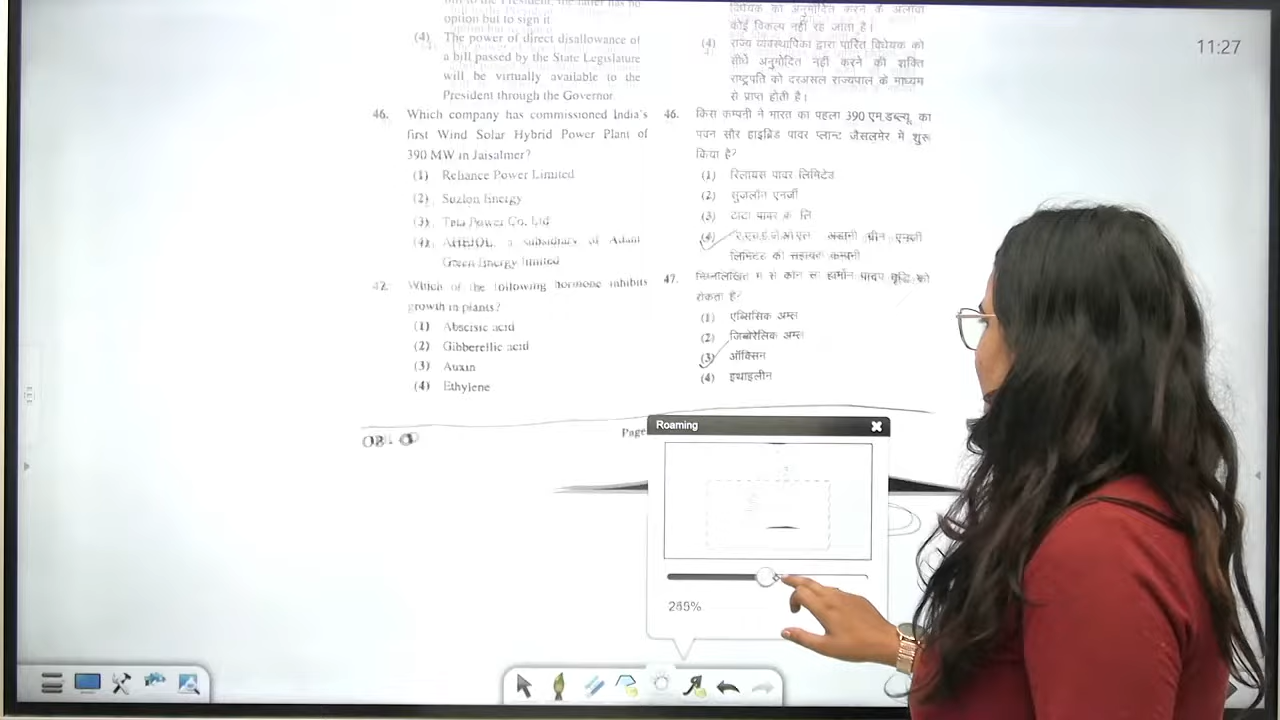 option but to sign it
(4) The power of direct disallowance of
a bill passed by the State Legislature
will be virtually available to the
President through the Governor
46. Which company has commissioned India's
first Wind Solar Hybrid Power Plant of
390 MW in Jaisalmer?
(1) Reliance Power Limited
(2) Suzlon Energy
(3) Tata Power Co. Ltd
(4) AHEJOL, a subsidiary of Adani
Green Energy limited
47. Which of the following hormone inhibits
growth in plants?
(1) Abscisic acid
(2) Gibberellic acid
(3) Auxin
(4) Ethylene
विधेयक को अनुमोदित करने के अलावा
कोई विकल्प नहीं रह जाता है।
(4) राज्य व्यवस्थापिका द्वारा पारित विधेयक को
सीधे अनुमोदित नहीं करने की शक्ति
राष्ट्रपति को दरअसल राज्यपाल के माध्यम
से प्राप्त होती है।
46. किस कम्पनी ने भारत का पहला 390 एम.डब्ल्यू. का
पवन सौर हाइब्रिड पावर प्लान्ट जैसलमेर में शुरू
किया है?
(1) रिलायंस पावर लिमिटेड
(2) सुजलॉन एनर्जी
(3) टाटा पावर क लि
(4) अडानी ग्रीन एनर्जी
लिमिटेड की सहायक कम्पनी
47. निम्नलिखित में से कौन सा हार्मोन पादप वृद्धि को
रोकता है?
(1) एब्सिसिक अम्ल
(2) जिब्बेरेलिक अम्ल
(3) ऑक्सिन
(4) इथाइलीन
Page
11:27
Roaming